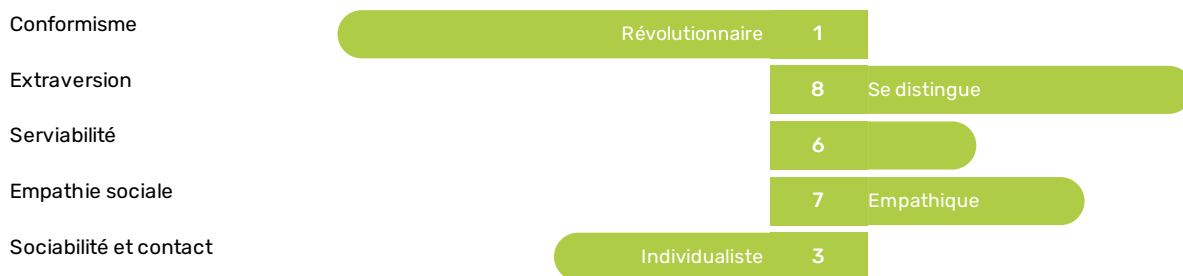 Conformisme Révolutionnaire 1
Extraversion 8 Se distingue
Serviabilité 6
Empathie sociale 7 Empathique
Sociabilité et contact Individualiste 3